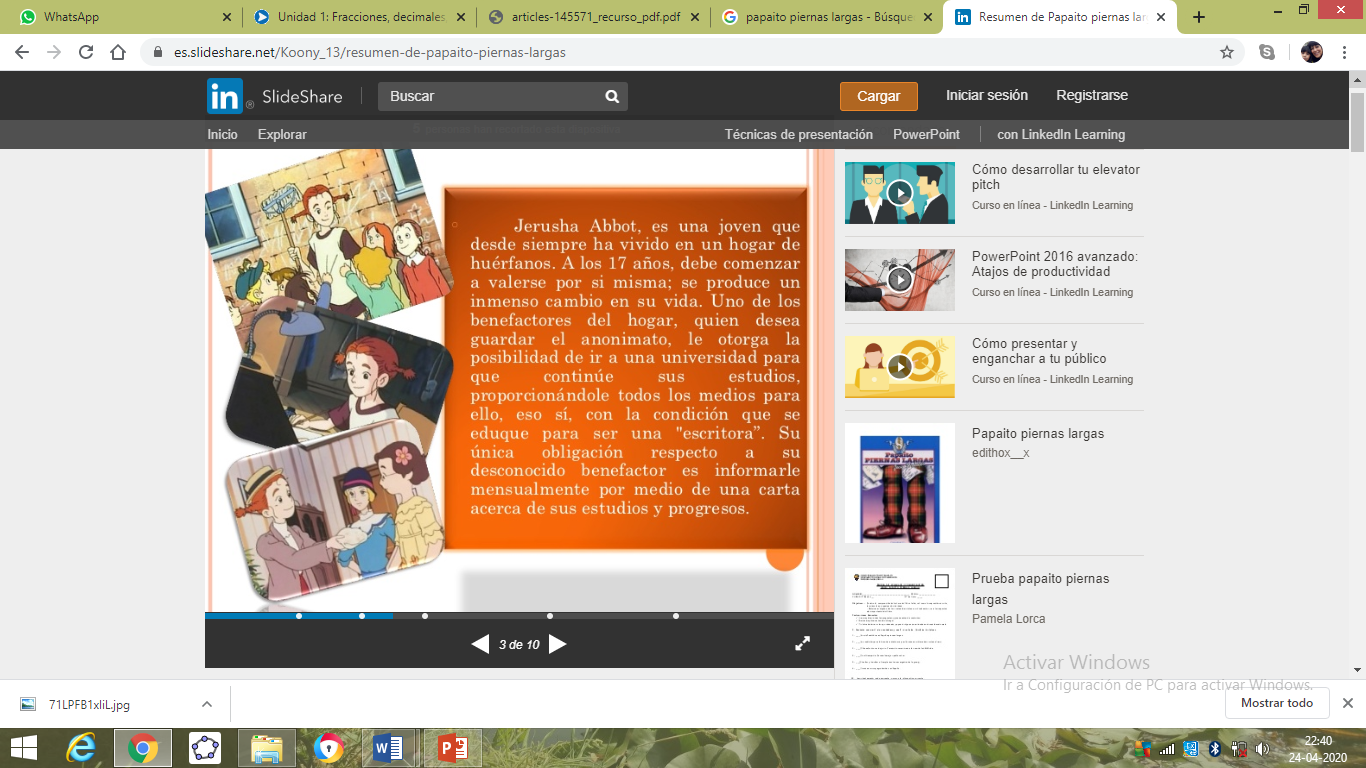 WhatsApp
Unidad 1: Fracciones, decimales
articles-145571_recurso_pdf.pdf
papaito piernas largas - Búsque
Resumen de Papaito piernas lar
es.slideshare.net/Koony_13/resumen-de-papaito-piernas-largas
in SlideShare
Buscar
Cargar
Iniciar sesión
Registrarse
Inicio
Explorar
Técnicas de presentación
PowerPoint
con LinkedIn Learning
Jerusha Abbot, es una joven que
desde siempre ha vivido en un hogar de
huérfanos. A los 17 años, debe comenzar
a valerse por si misma; se produce un
inmenso cambio en su vida. Uno de los
benefactores del hogar, quien desea
guardar el anonimato, le otorga la
posibilidad de ir a una universidad para
que continúe sus estudios,
proporcionándole todos los medios para
ello, eso sí, con la condición que se
eduque para ser una "escritora”. Su
única obligación respecto a su
desconocido benefactor es informarle
mensualmente por medio de una carta
acerca de sus estudios y progresos.
3 de 10
Cómo desarrollar tu elevator
pitch
Curso en línea - LinkedIn Learning
PowerPoint 2016 avanzado:
Atajos de productividad
Curso en línea - LinkedIn Learning
Cómo presentar y
enganchar a tu público
Curso en línea - LinkedIn Learning
Papaito
PIERNAS LARGAS
Papaito piernas largas
edithox__x
Prueba papaito piernas
largas
Pamela Lorca
Activar Windows
Ir a Configuración de PC para activar Windows.
71LPFB1xliL.jpg
Mostrar todo
22:40
24-04-2020